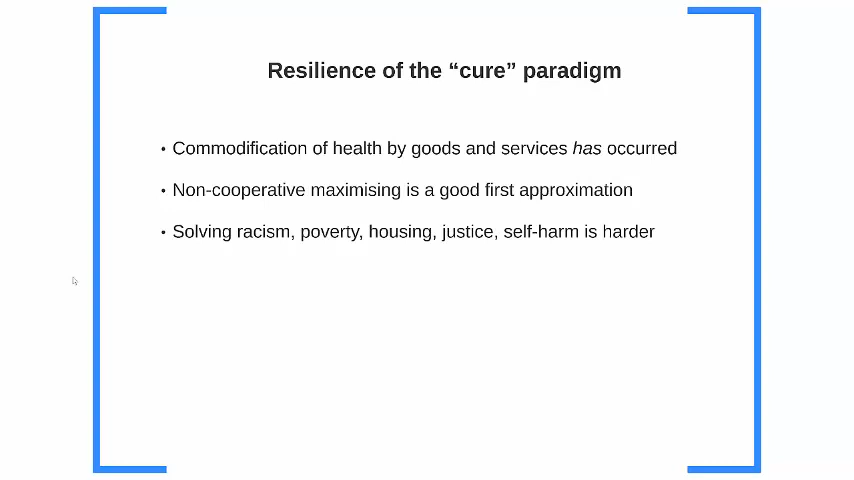 Resilience of the “cure” paradigm
• Commodification of health by goods and services has occurred
• Non-cooperative maximising is a good first approximation
• Solving racism, poverty, housing, justice, self-harm is harder